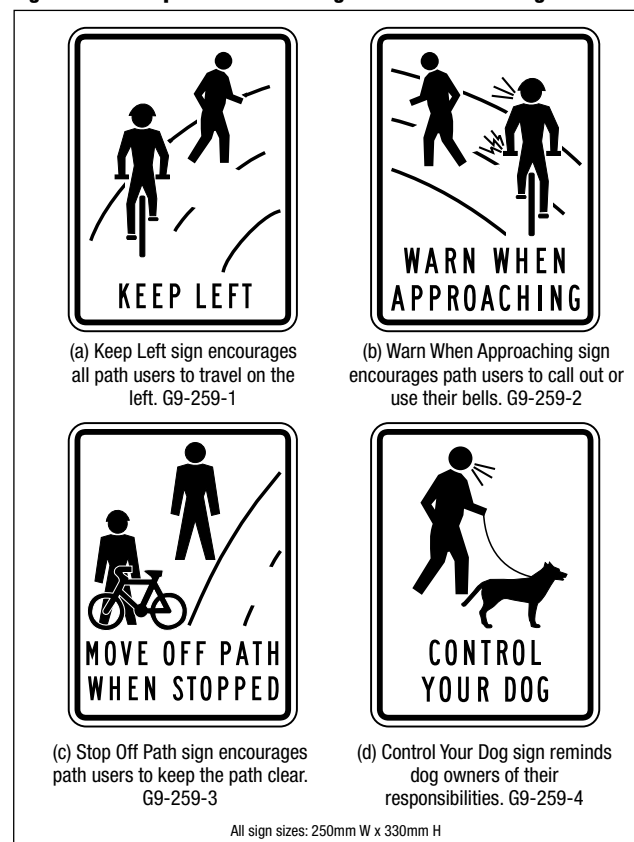 KEEP LEFT
WARN WHEN
APPROACHING
(a) Keep Left sign encourages
all path users to travel on the
left. G9-259-1
(b) Warn When Approaching sign
encourages path users to call out or
use their bells. G9-259-2
MOVE OFF PATH
WHEN STOPPED
CONTROL
YOUR DOG
(c) Stop Off Path sign encourages
path users to keep the path clear.
G9-259-3
(d) Control Your Dog sign reminds
dog owners of their
responsibilities. G9-259-4
All sign sizes: 250mm W x 330mm H